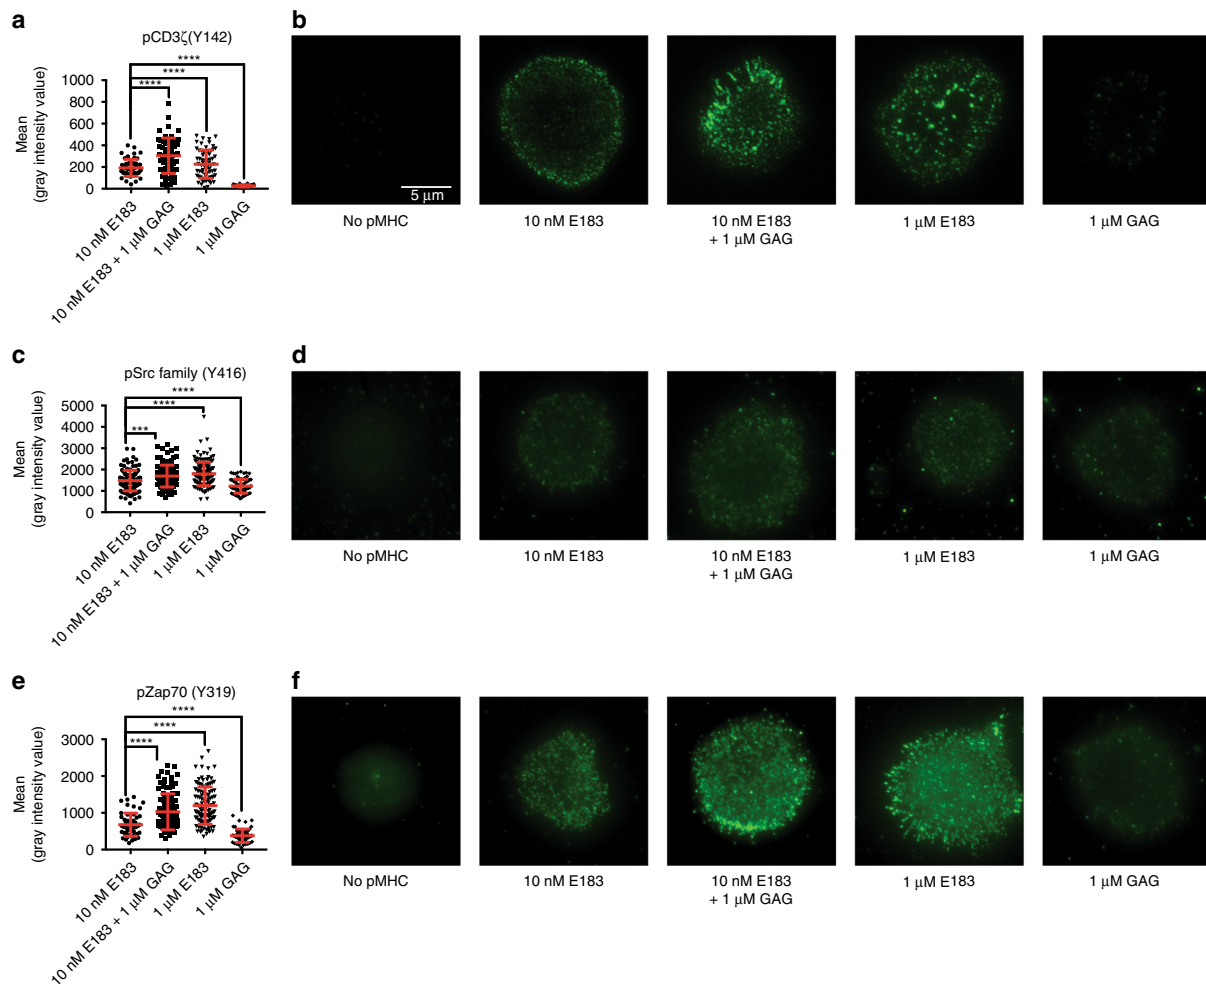 a
pCD3ζ(Y142)
****
****
****
Mean
(gray intensity value)
1000
800
600
400
200
0
10 nM E183
10 nM E183 + 1 μM GAG
1 μM E183
1 μM GAG
b
5 μm
No pMHC
10 nM E183
10 nM E183
+ 1 μM GAG
1 μM E183
1 μM GAG
c
pSrc family (Y416)
****
****
***
Mean
(gray intensity value)
5000
4000
3000
2000
1000
0
10 nM E183
10 nM E183 + 1 μM GAG
1 μM E183
1 μM GAG
d
No pMHC
10 nM E183
10 nM E183
+ 1 μM GAG
1 μM E183
1 μM GAG
e
pZap70 (Y319)
****
****
****
Mean
(gray intensity value)
3000
2000
1000
0
10 nM E183
10 nM E183 + 1 μM GAG
1 μM E183
1 μM GAG
f
No pMHC
10 nM E183
10 nM E183
+ 1 μM GAG
1 μM E183
1 μM GAG